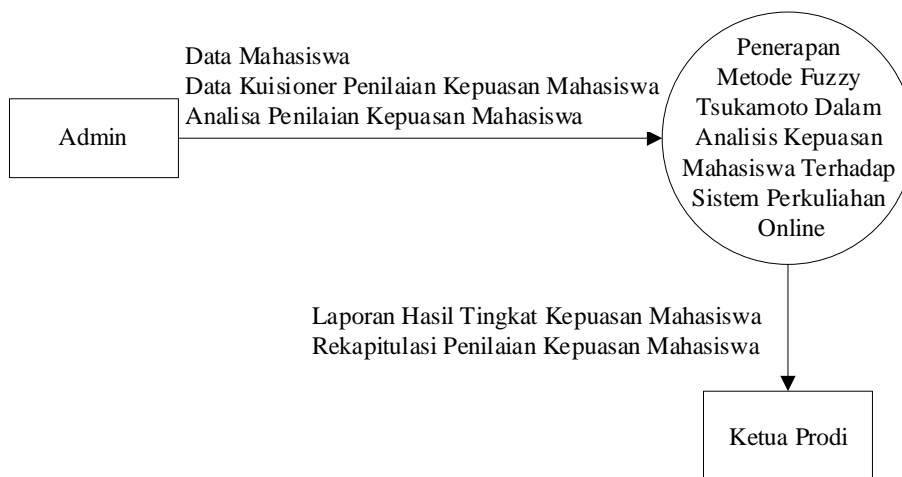 Data Mahasiswa
Data Kuisioner Penilaian Kepuasan Mahasiswa
Analisa Penilaian Kepuasan Mahasiswa
Admin
Penerapan
Metode Fuzzy
Tsukamoto Dalam
Analisis Kepuasan
Mahasiswa Terhadap
Sistem Perkuliahan
Online
Laporan Hasil Tingkat Kepuasan Mahasiswa
Rekapitulasi Penilaian Kepuasan Mahasiswa
Ketua Prodi